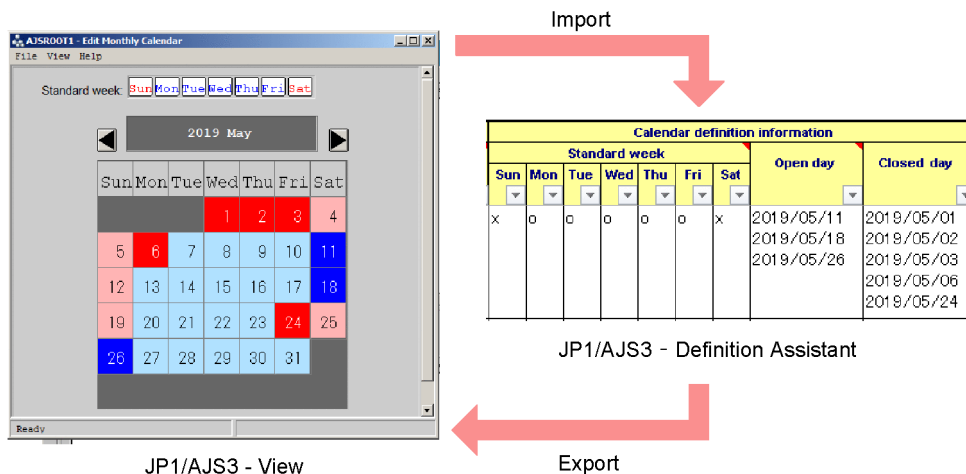 Import
AJSROOT1 - Edit Monthly Calendar
File View Help
Standard week: Sun Mon Tue Wed Thu Fri Sat
2019 May
Sun Mon Tue Wed Thu Fri Sat
1 2 3 4
5 6 7 8 9 10 11
12 13 14 15 16 17 18
19 20 21 22 23 24 25
26 27 28 29 30 31
Ready
JP1/AJS3 - View
Calendar definition information
Standard week
Open day
Closed day
Sun Mon Tue Wed Thu Fri Sat
x o o o o o x
2019/05/11 2019/05/01
2019/05/18 2019/05/02
2019/05/26 2019/05/03
2019/05/06
2019/05/24
JP1/AJS3 - Definition Assistant
Export